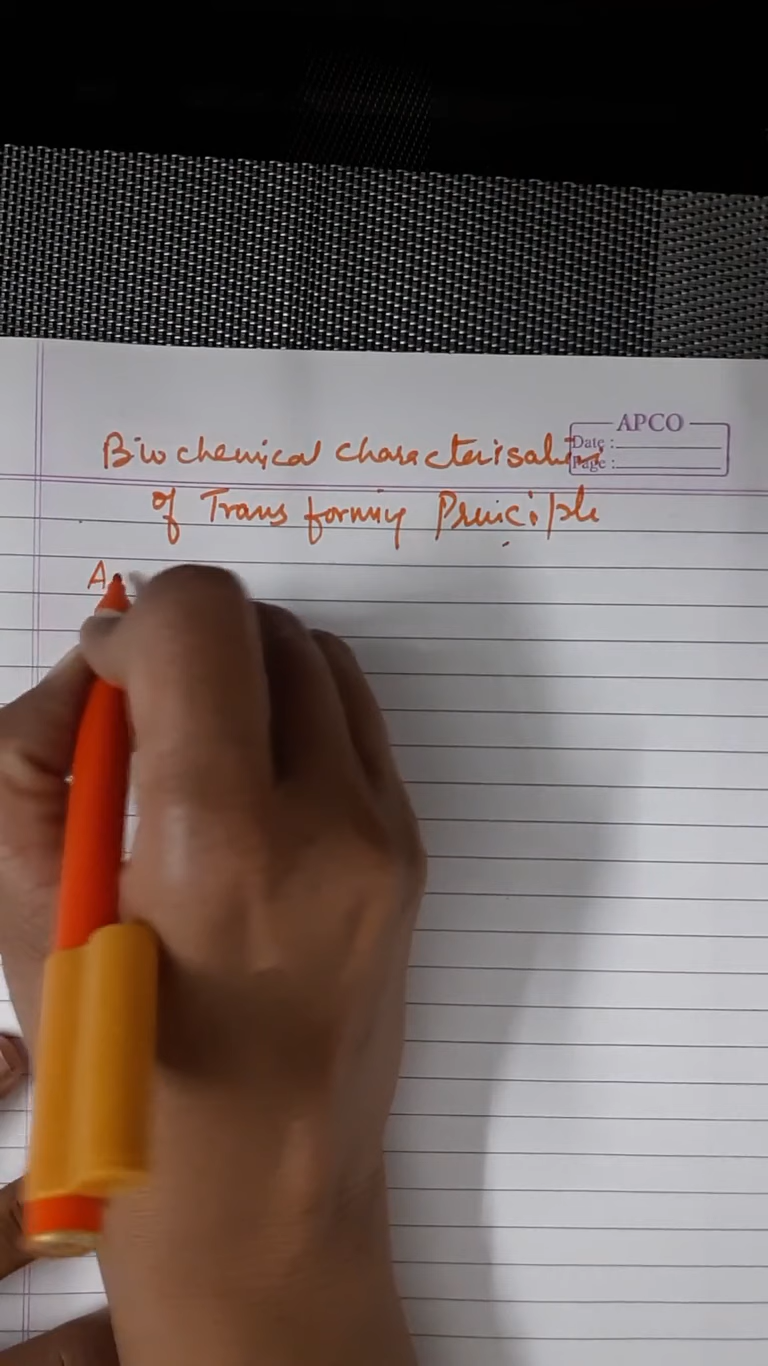 APCO
Date :
Page :
Biochemical characterisation
of Transforming Principle
A